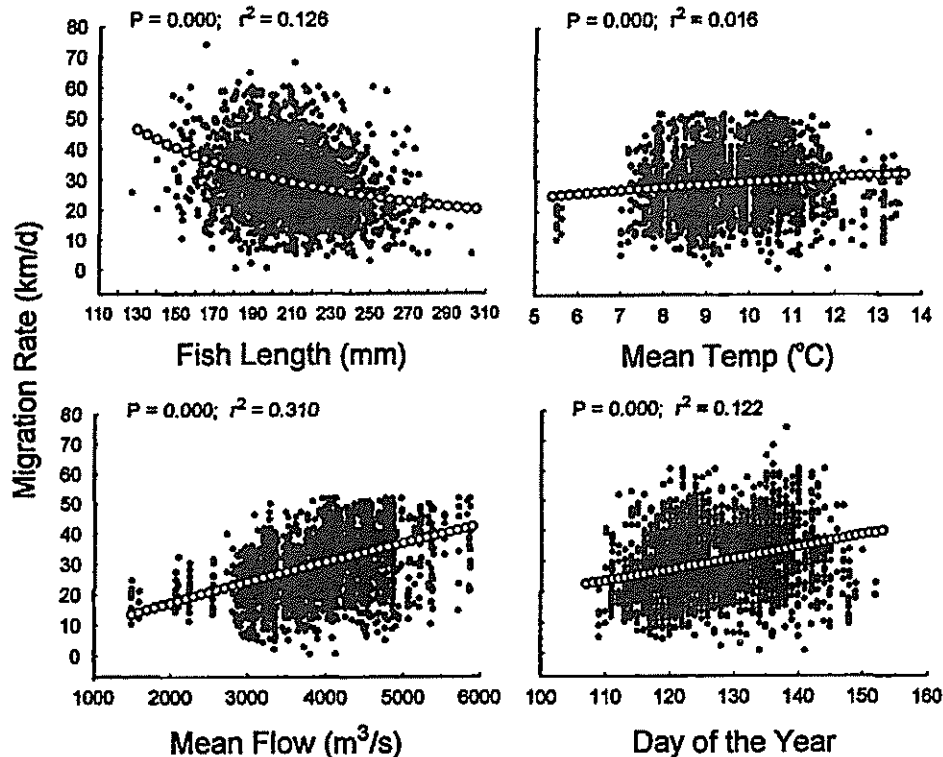 P = 0.000; r² = 0.126
P = 0.000; r² = 0.016
Migration Rate (km/d)
80
70
60
50
40
30
20
10
0
110 130 150 170 190 210 230 250 270 290 310
Fish Length (mm)
5 6 7 8 9 10 11 12 13 14
Mean Temp (°C)
P = 0.000; r² = 0.310
P = 0.000; r² = 0.122
80
70
60
50
40
30
20
10
0
1000 2000 3000 4000 5000 6000
Mean Flow (m³/s)
100 110 120 130 140 150 160
Day of the Year